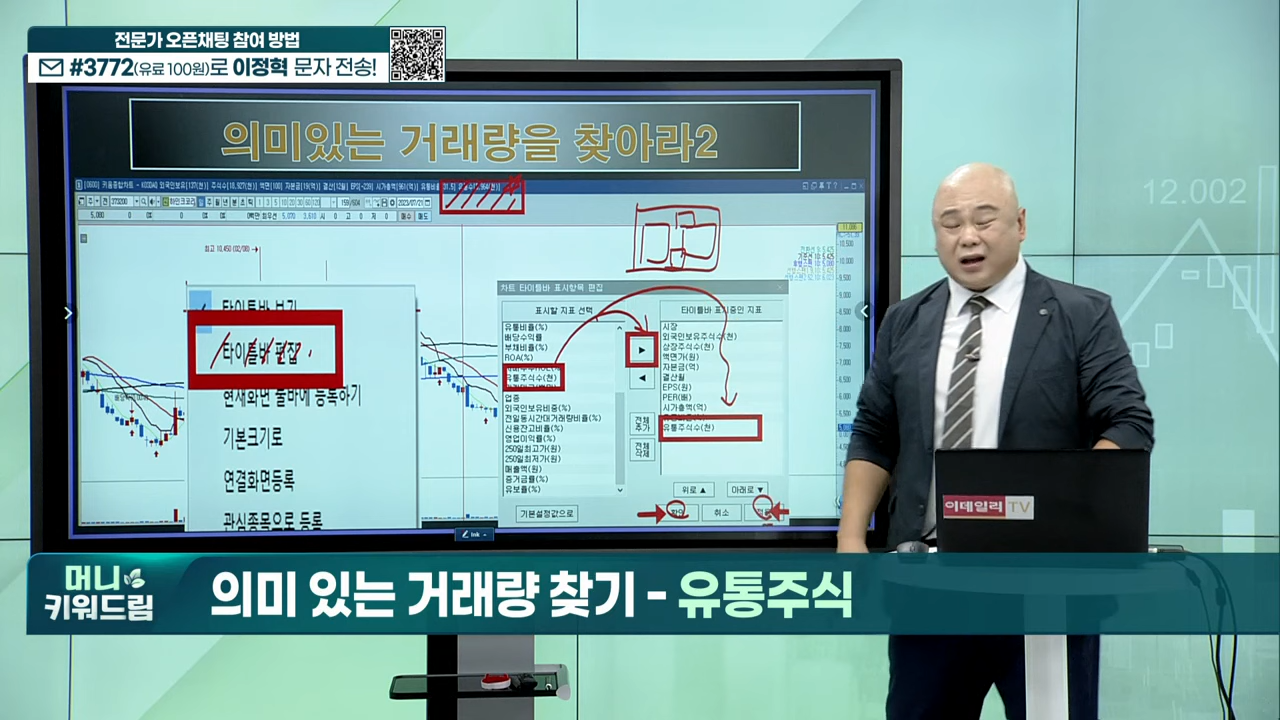 전문가 오픈채팅 참여 방법
#3772(유료 100원)로 이정혁 문자 전송!
의미있는 거래량을 찾아라2
12.002
타이틀바 보기
타이틀바 편집
현재화면 툴바에 등록하기
기본크기로
연결화면등록
관심종목으로 등록
차트 타이틀바 표시항목 편집
표시할 지표 선택
유통비율(%)
배당수익률
부채비율(%)
ROA(%)
유통주식수(천)
업종
외국인보유비중(%)
전일동시간대거래량비율(%)
신용잔고비율(%)
영업이익률(%)
250일최고가(원)
250일최저가(원)
매출액(원)
증거금률(%)
유보율(%)
기본설정값으로
▶
◀
전체
추가
전체
삭제
타이틀바 표시중인 지표
시장
외국인보유주식수(천)
상장주식수(천)
액면가(원)
자본금(억)
결산월
EPS(원)
PER(배)
시가총액(억)
유통주식수(천)
위로 ▲
아래로 ▼
취소
Ink
이데일리 TV
머니
키워드림
의미 있는 거래량 찾기 - 유통주식